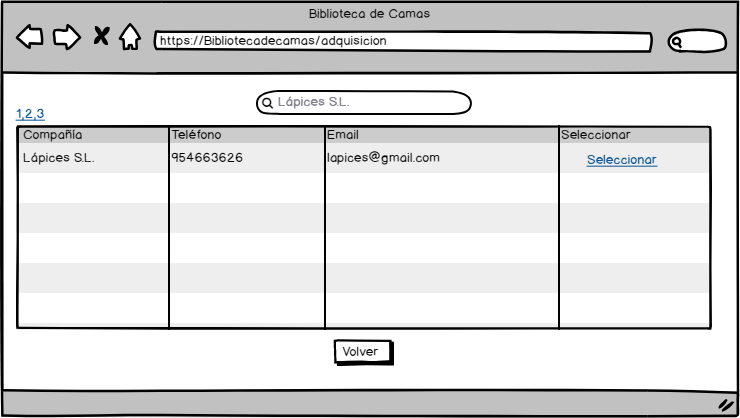 Biblioteca de Camas
https://Bibliotecadecamas/adquisicion
Lápices S.L.
1,2,3
Compañía Teléfono Email Seleccionar
Lápices S.L. 954663626 lapices@gmail.com Seleccionar
Volver